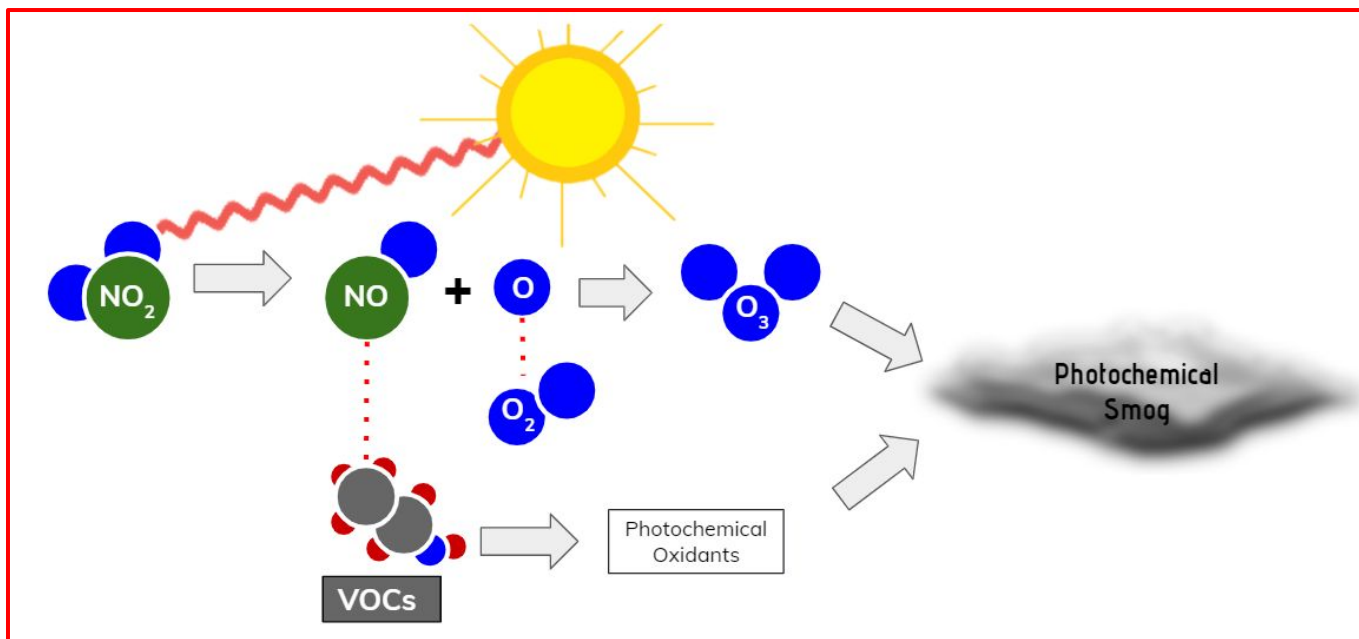 NO₂
NO
+
O
O₃
O₂
Photochemical
Smog
Photochemical
Oxidants
VOCs